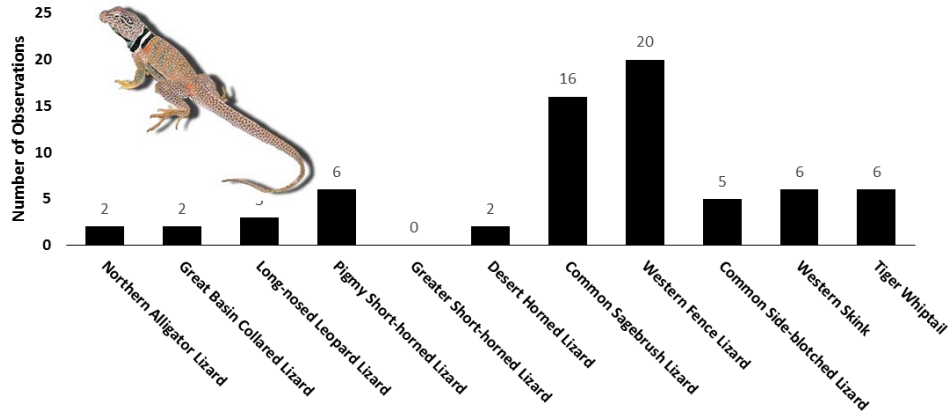 25
20
15
10
5
0
Number of Observations
2
2
6
0
2
16
20
5
6
6
Northern Alligator Lizard
Great Basin Collared Lizard
Long-nosed Leopard Lizard
Pigmy Short-horned Lizard
Greater Short-horned Lizard
Desert Horned Lizard
Common Sagebrush Lizard
Western Fence Lizard
Common Side-blotched Lizard
Western Skink
Tiger Whiptail